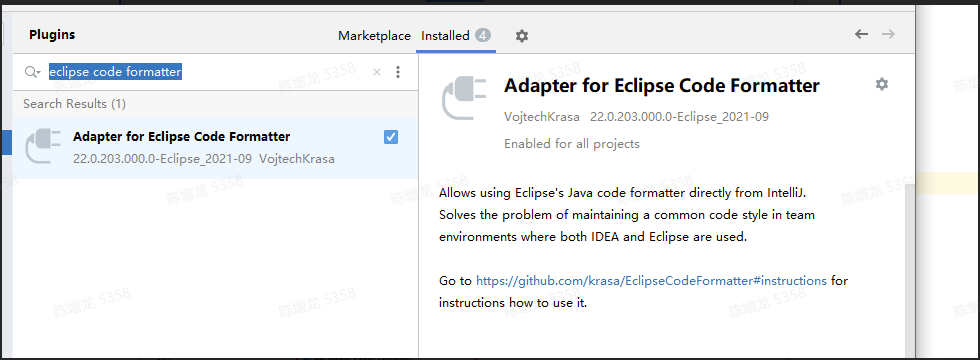 Plugins
Marketplace
Installed 4
eclipse code formatter
Search Results (1)
Adapter for Eclipse Code Formatter
22.0.203.000.0-Eclipse_2021-09 VojtechKrasa
Adapter for Eclipse Code Formatter
VojtechKrasa 22.0.203.000.0-Eclipse_2021-09
Enabled for all projects
Allows using Eclipse's Java code formatter directly from IntelliJ.
Solves the problem of maintaining a common code style in team
environments where both IDEA and Eclipse are used.
Go to https://github.com/krasa/EclipseCodeFormatter#instructions for
instructions how to use it.
陈增龙 5358